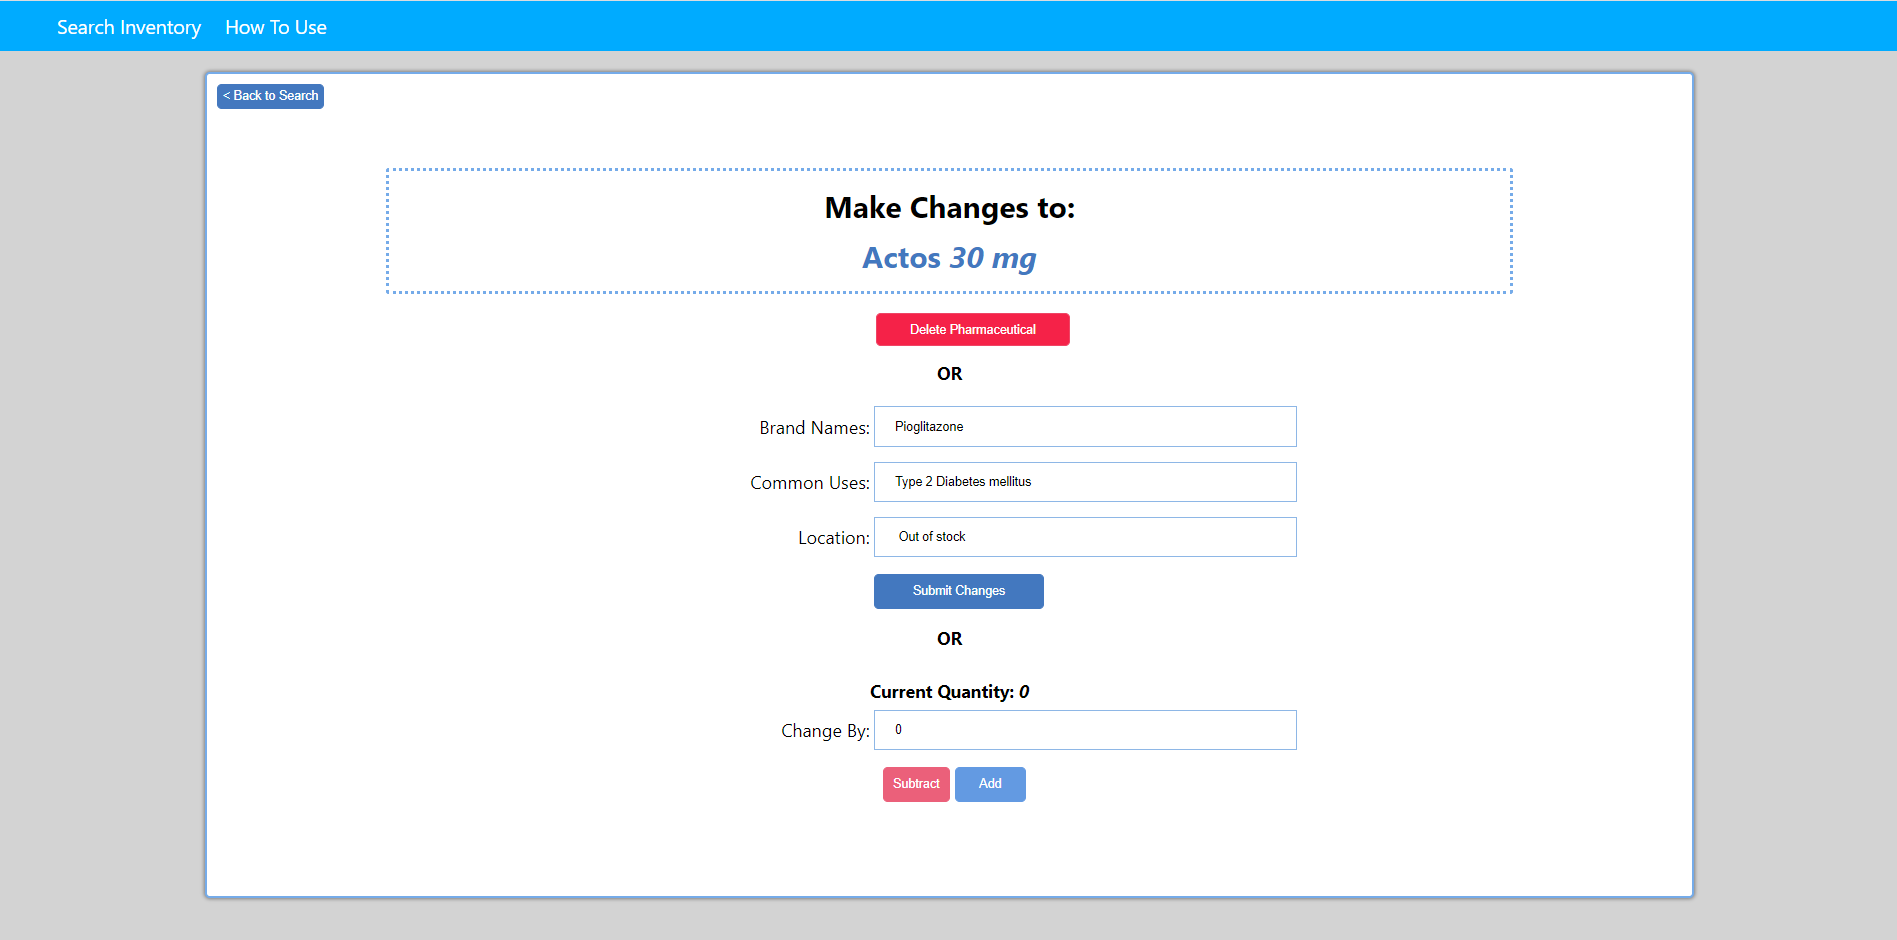 Search Inventory How To Use
< Back to Search
Make Changes to:
Actos 30 mg
Delete Pharmaceutical
OR
Brand Names: Pioglitazone
Common Uses: Type 2 Diabetes mellitus
Location: Out of stock
Submit Changes
OR
Current Quantity: 0
Change By: 0
Subtract Add